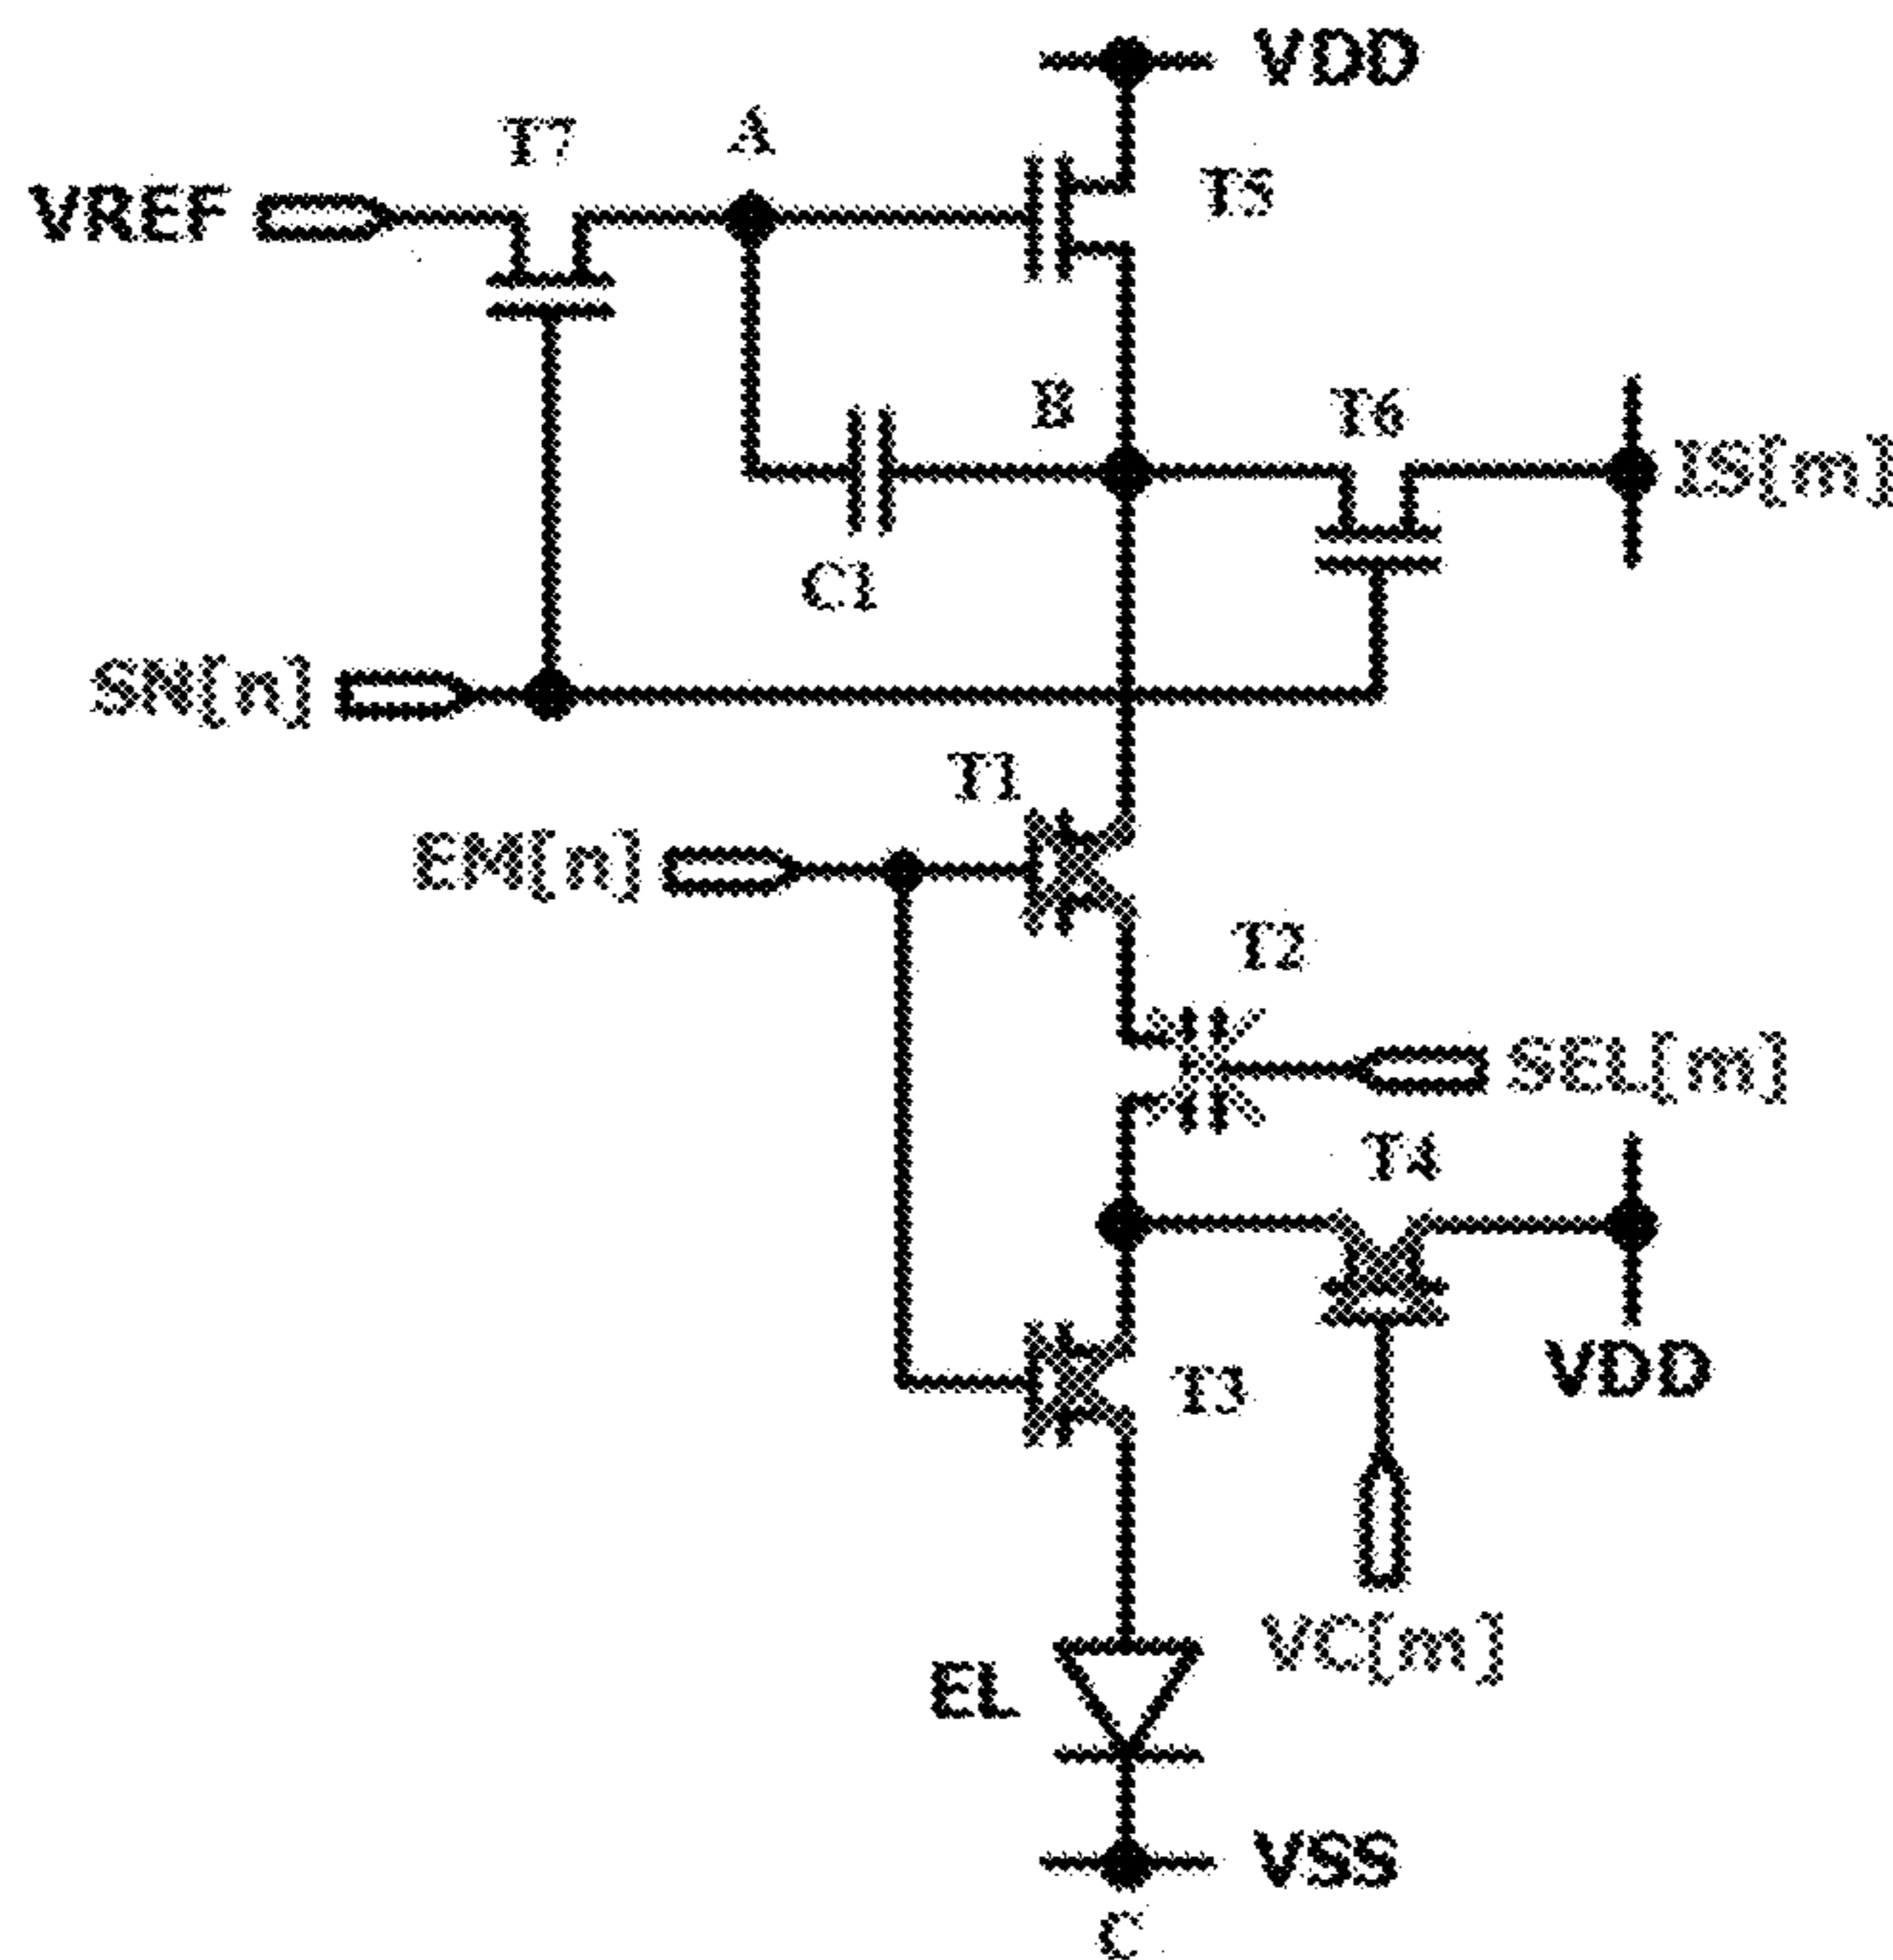 VDD
T7
A
T5
VREF
B
T6
IS[m]
C1
SN[n]
T1
EM[n]
T2
SEL[m]
T4
T3
VDD
VC[m]
EL
VSS
C